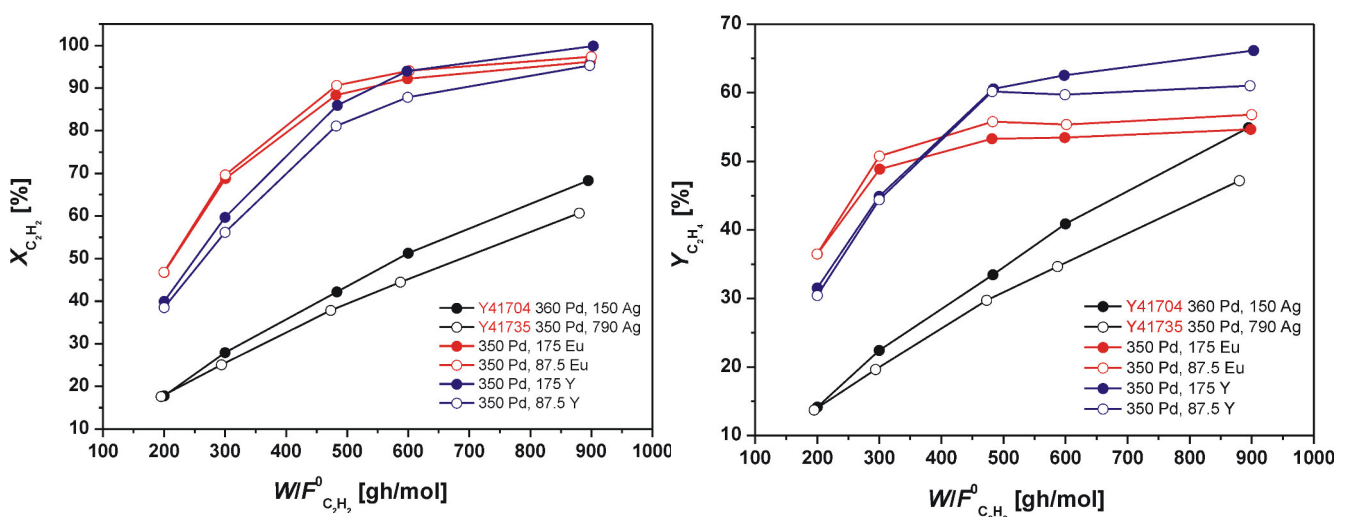 100
90
80
70
60
50
40
30
20
10
X C₂H₂ [%]
Y41704 360 Pd, 150 Ag
Y41735 350 Pd, 790 Ag
350 Pd, 175 Eu
350 Pd, 87.5 Eu
350 Pd, 175 Y
350 Pd, 87.5 Y
100 200 300 400 500 600 700 800 900 1000
W/F⁰ C₂H₂ [gh/mol]
70
60
50
40
30
20
10
Y C₂H₄ [%]
Y41704 360 Pd, 150 Ag
Y41735 350 Pd, 790 Ag
350 Pd, 175 Eu
350 Pd, 87.5 Eu
350 Pd, 175 Y
350 Pd, 87.5 Y
100 200 300 400 500 600 700 800 900 1000
W/F⁰ [gh/mol]